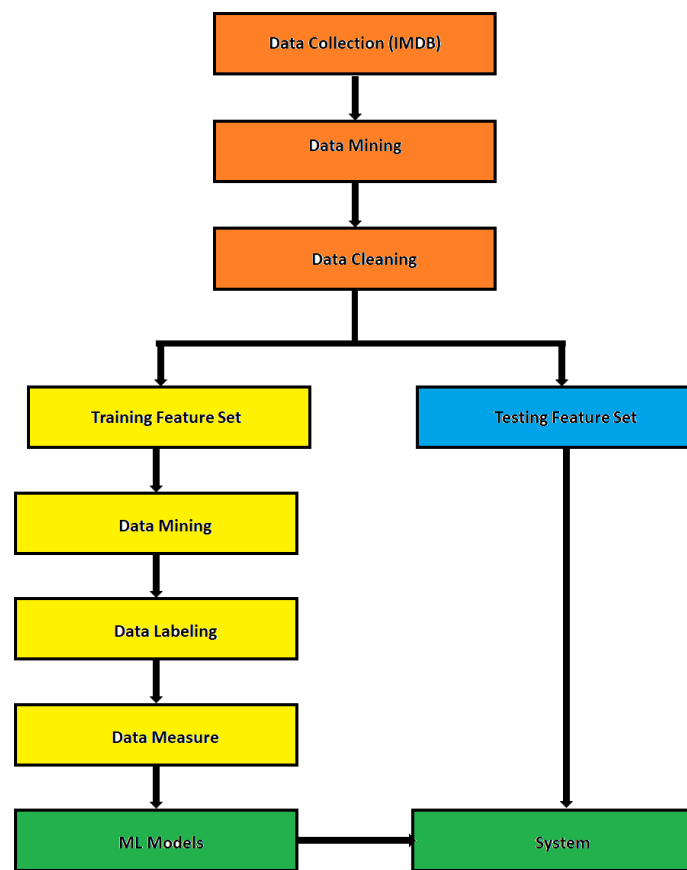 Data Collection (IMDB)
Data Mining
Data Cleaning
Training Feature Set
Testing Feature Set
Data Mining
Data Labeling
Data Measure
ML Models
System